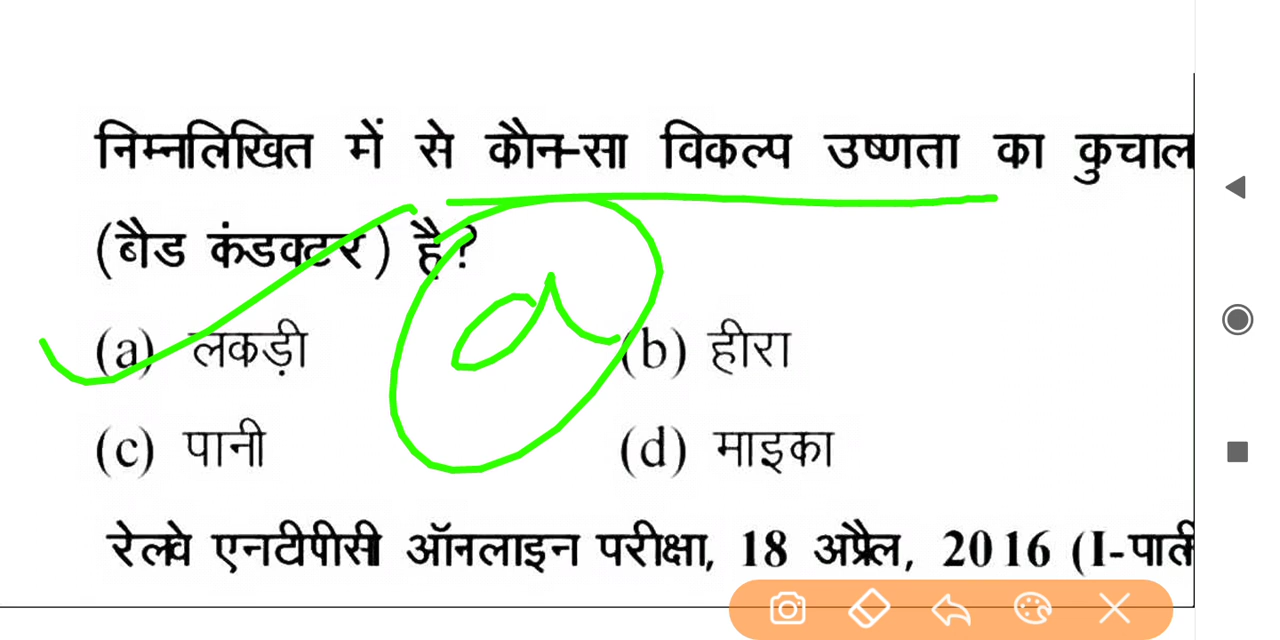 निम्नलिखित में से कौन-सा विकल्प उष्णता का कुचाल
(बैड कंडक्टर) है?
(a) लकड़ी
a
(b) हीरा
(c) पानी
(d) माइका
रेलवे एनटीपीसी ऑनलाइन परीक्षा, 18 अप्रैल, 2016 (I-पाली